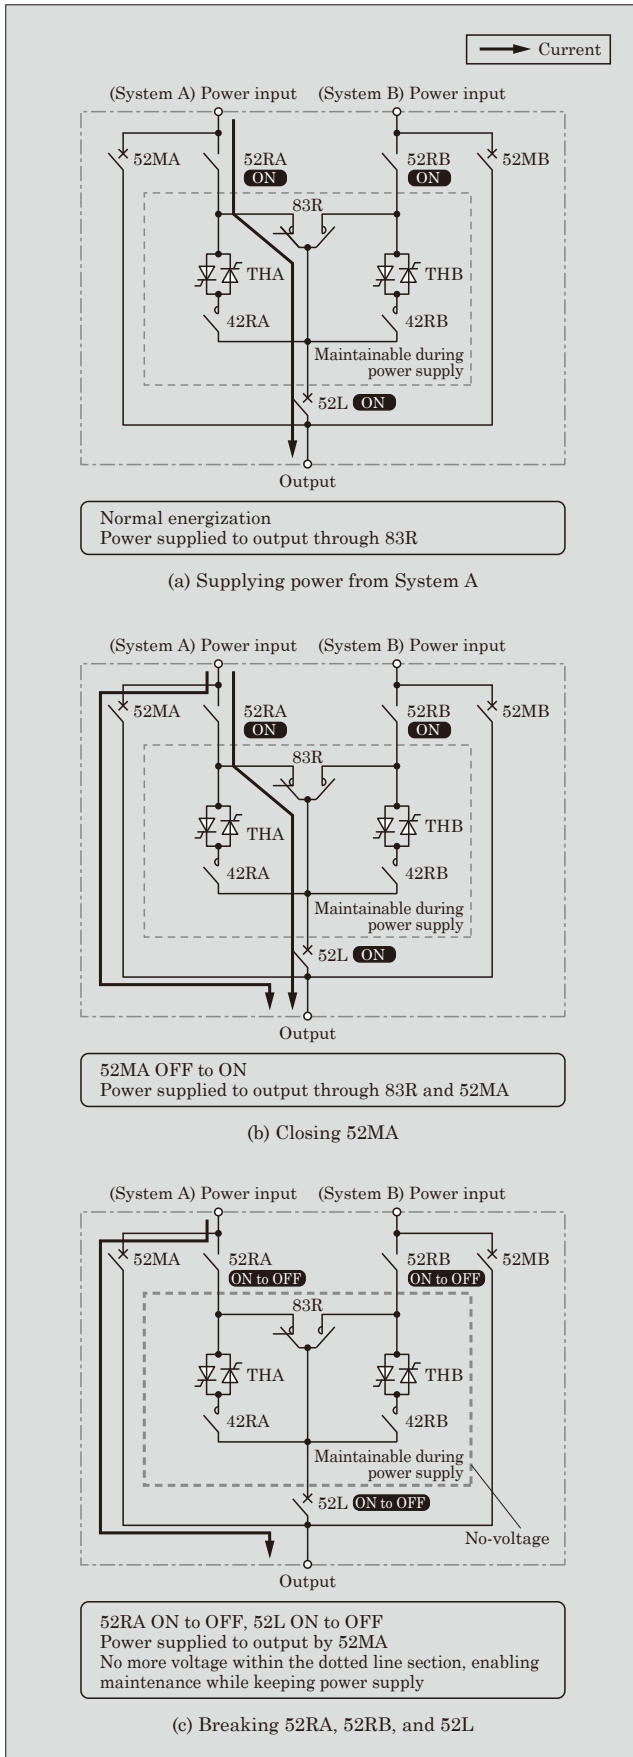 Current
(System A) Power input (System B) Power input
52MA 52RA 52RB 52MB
ON ON
83R
THA THB
42RA 42RB
Maintainable during
power supply
52L ON
Output
Normal energization
Power supplied to output through 83R
(a) Supplying power from System A
(System A) Power input (System B) Power input
52MA 52RA 52RB 52MB
ON ON
83R
THA THB
42RA 42RB
Maintainable during
power supply
52L ON
Output
52MA OFF to ON
Power supplied to output through 83R and 52MA
(b) Closing 52MA
(System A) Power input (System B) Power input
52MA 52RA 52RB 52MB
ON to OFF ON to OFF
83R
THA THB
42RA 42RB
Maintainable during
power supply
52L ON to OFF
No-voltage
Output
52RA ON to OFF, 52L ON to OFF
Power supplied to output by 52MA
No more voltage within the dotted line section, enabling
maintenance while keeping power supply
(c) Breaking 52RA, 52RB, and 52L